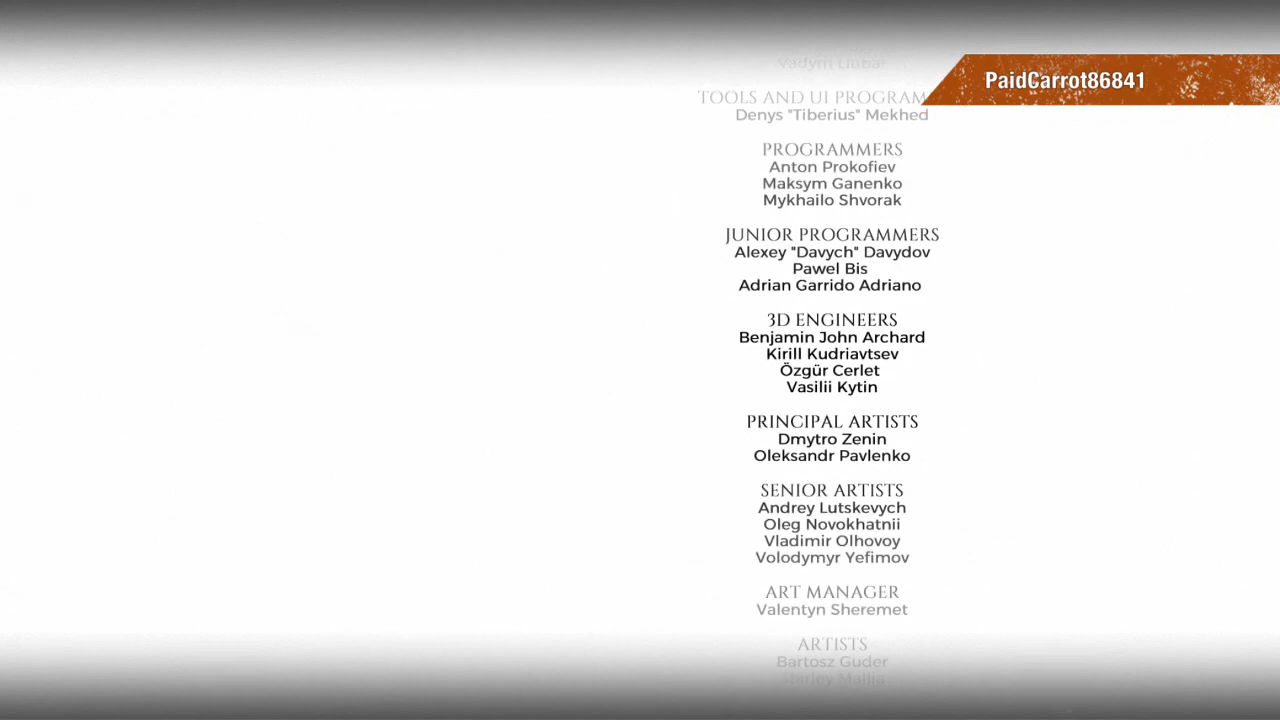 Vadym Liubar
PaidCarrot86841
TOOLS AND UI PROGRAM
Denys "Tiberius" Mekhed
PROGRAMMERS
Anton Prokofiev
Maksym Ganenko
Mykhailo Shvorak
JUNIOR PROGRAMMERS
Alexey "Davych" Davydov
Pawel Bis
Adrian Garrido Adriano
3D ENGINEERS
Benjamin John Archard
Kirill Kudriavtsev
Özgür Cerlet
Vasilii Kytin
PRINCIPAL ARTISTS
Dmytro Zenin
Oleksandr Pavlenko
SENIOR ARTISTS
Andrey Lutskevych
Oleg Novokhatnii
Vladimir Olhovoy
Volodymyr Yefimov
ART MANAGER
Valentyn Sheremet
ARTISTS
Bartosz Guder
Shirley Mallia